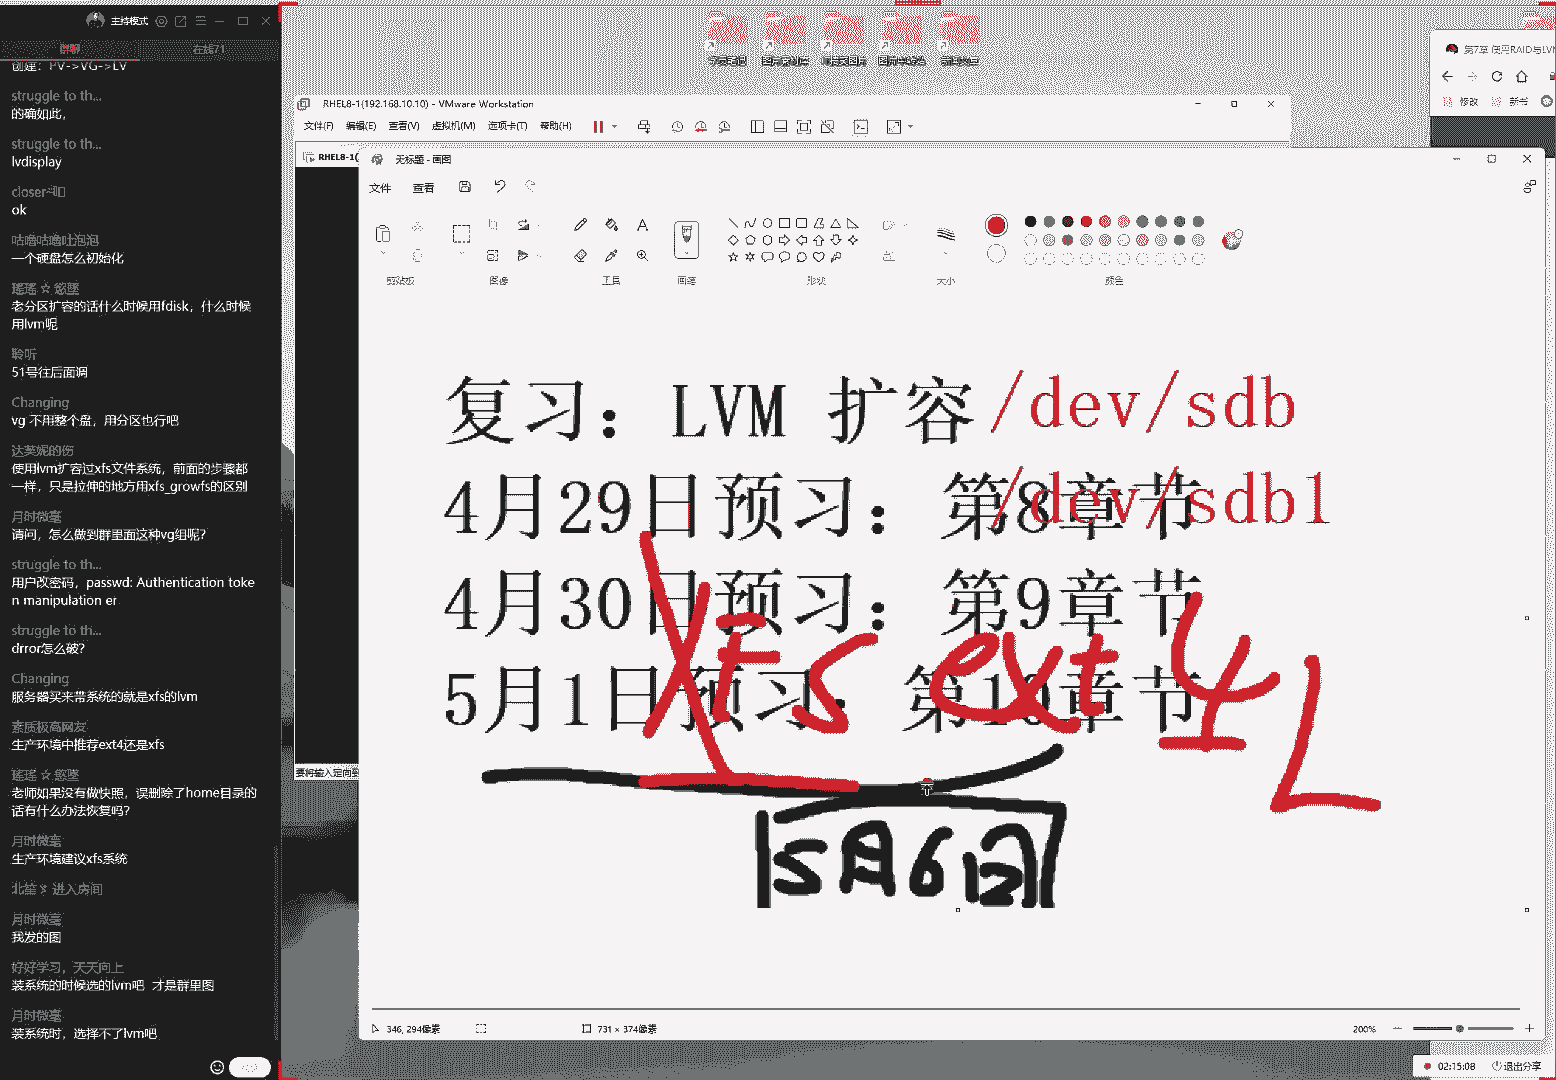 主持模式
群聊
在线71
创建：PV->VG->LV
struggle to th...
的确如此，
struggle to th...
lvdisplay
ok
咕噜咕噜吐泡泡
一个硬盘怎么初始化
老分区扩容的话什么时候用fdisk，什么时候
用lvm呢
聆听
51号往后面调
Changing
vg 不用整个盘，用分区也行吧
达芙妮的伤
使用lvm扩容过xfs文件系统，前面的步骤都
一样，只是拉伸的地方用xfs_growfs的区别
月时微毫
请问，怎么做到群里面这种vg组呢?
struggle to th...
用户改密码，passwd: Authentication toke
n manipulation er
struggle to th...
drror怎么破？
Changing
服务器买来带系统的就是xfs的lvm
素质极高网友
生产环境中推荐ext4还是xfs
老师如果没有做快照，误删除了home目录的
话有什么办法恢复吗？
月时微毫
生产环境建议xfs系统
进入房间
月时微毫
我发的图
好好学习，天天向上
装系统的时候选的lvm吧 才是群里图
月时微毫
装系统时，选择不了lvm吧
RHEL8-1(192.168.10.10) - VMware Workstation
文件(F) 编辑(E) 查看(V) 虚拟机(M) 选项卡(T) 帮助(H)
RHEL8-1(
第7章 使用RAID与LVM
修改 新书
无标题 - 画图
文件 查看
剪贴板 图像 工具 画笔 形状 大小 颜色
复习：LVM 扩容 /dev/sdb
4月29日预习：第8章节
/dev/sdb1
4月30日预习：第9章节
5月1日预习：第10章节
xfs ext4 L
5月6日
要将输入定向到
346, 294像素
731 × 374像素
200%
02:15:08
退出分享